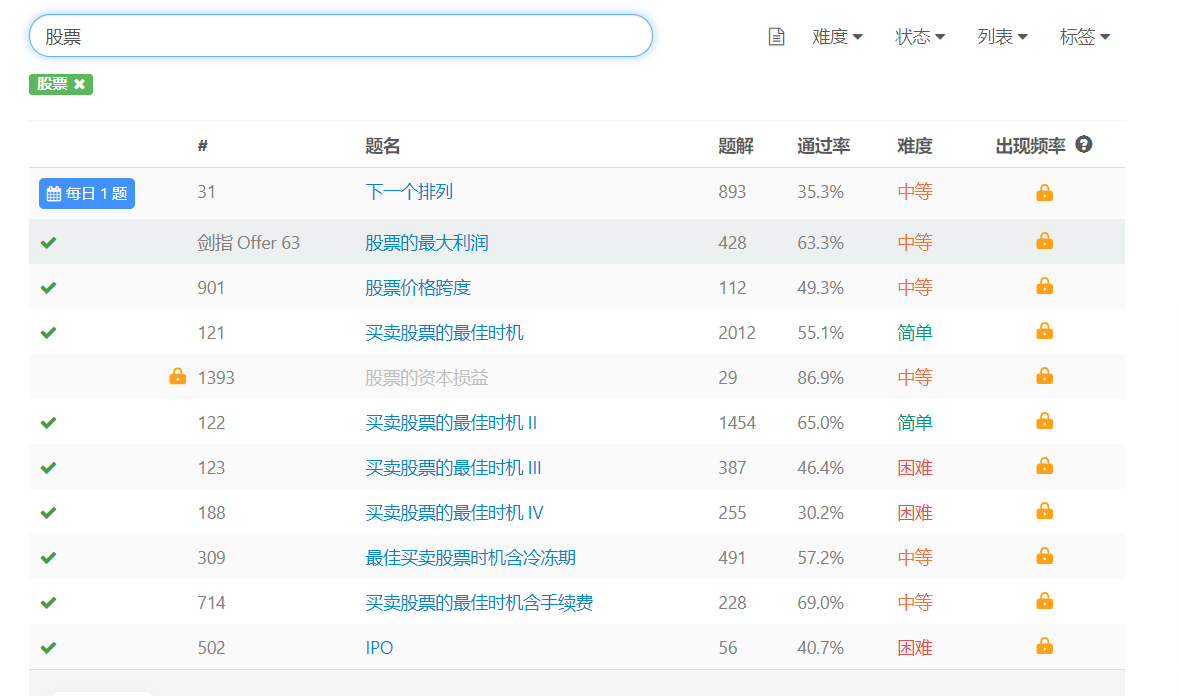 股票
难度 状态 列表 标签
股票
# 题名 题解 通过率 难度 出现频率
每日 1 题 31 下一个排列 893 35.3% 中等
剑指 Offer 63 股票的最大利润 428 63.3% 中等
901 股票价格跨度 112 49.3% 中等
121 买卖股票的最佳时机 2012 55.1% 简单
1393 股票的资本损益 29 86.9% 中等
122 买卖股票的最佳时机 II 1454 65.0% 简单
123 买卖股票的最佳时机 III 387 46.4% 困难
188 买卖股票的最佳时机 IV 255 30.2% 困难
309 最佳买卖股票时机含冷冻期 491 57.2% 中等
714 买卖股票的最佳时机含手续费 228 69.0% 中等
502 IPO 56 40.7% 困难